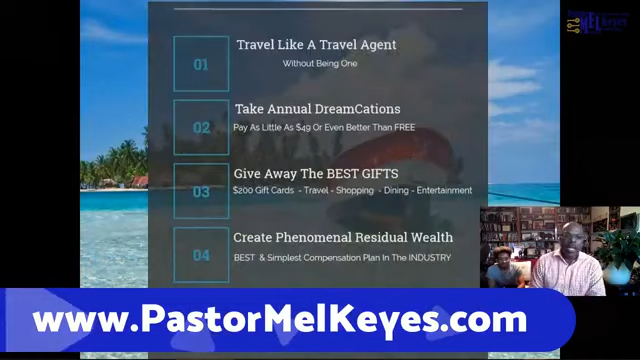 MEL Keyes
01
Travel Like A Travel Agent
Without Being One
02
Take Annual DreamCations
Pay As Little As $49 Or Even Better Than FREE
03
Give Away The BEST GIFTS
$200 Gift Cards - Travel - Shopping - Dining - Entertainment
04
Create Phenomenal Residual Wealth
BEST & Simplest Compensation Plan In The INDUSTRY
www.PastorMelKeyes.com